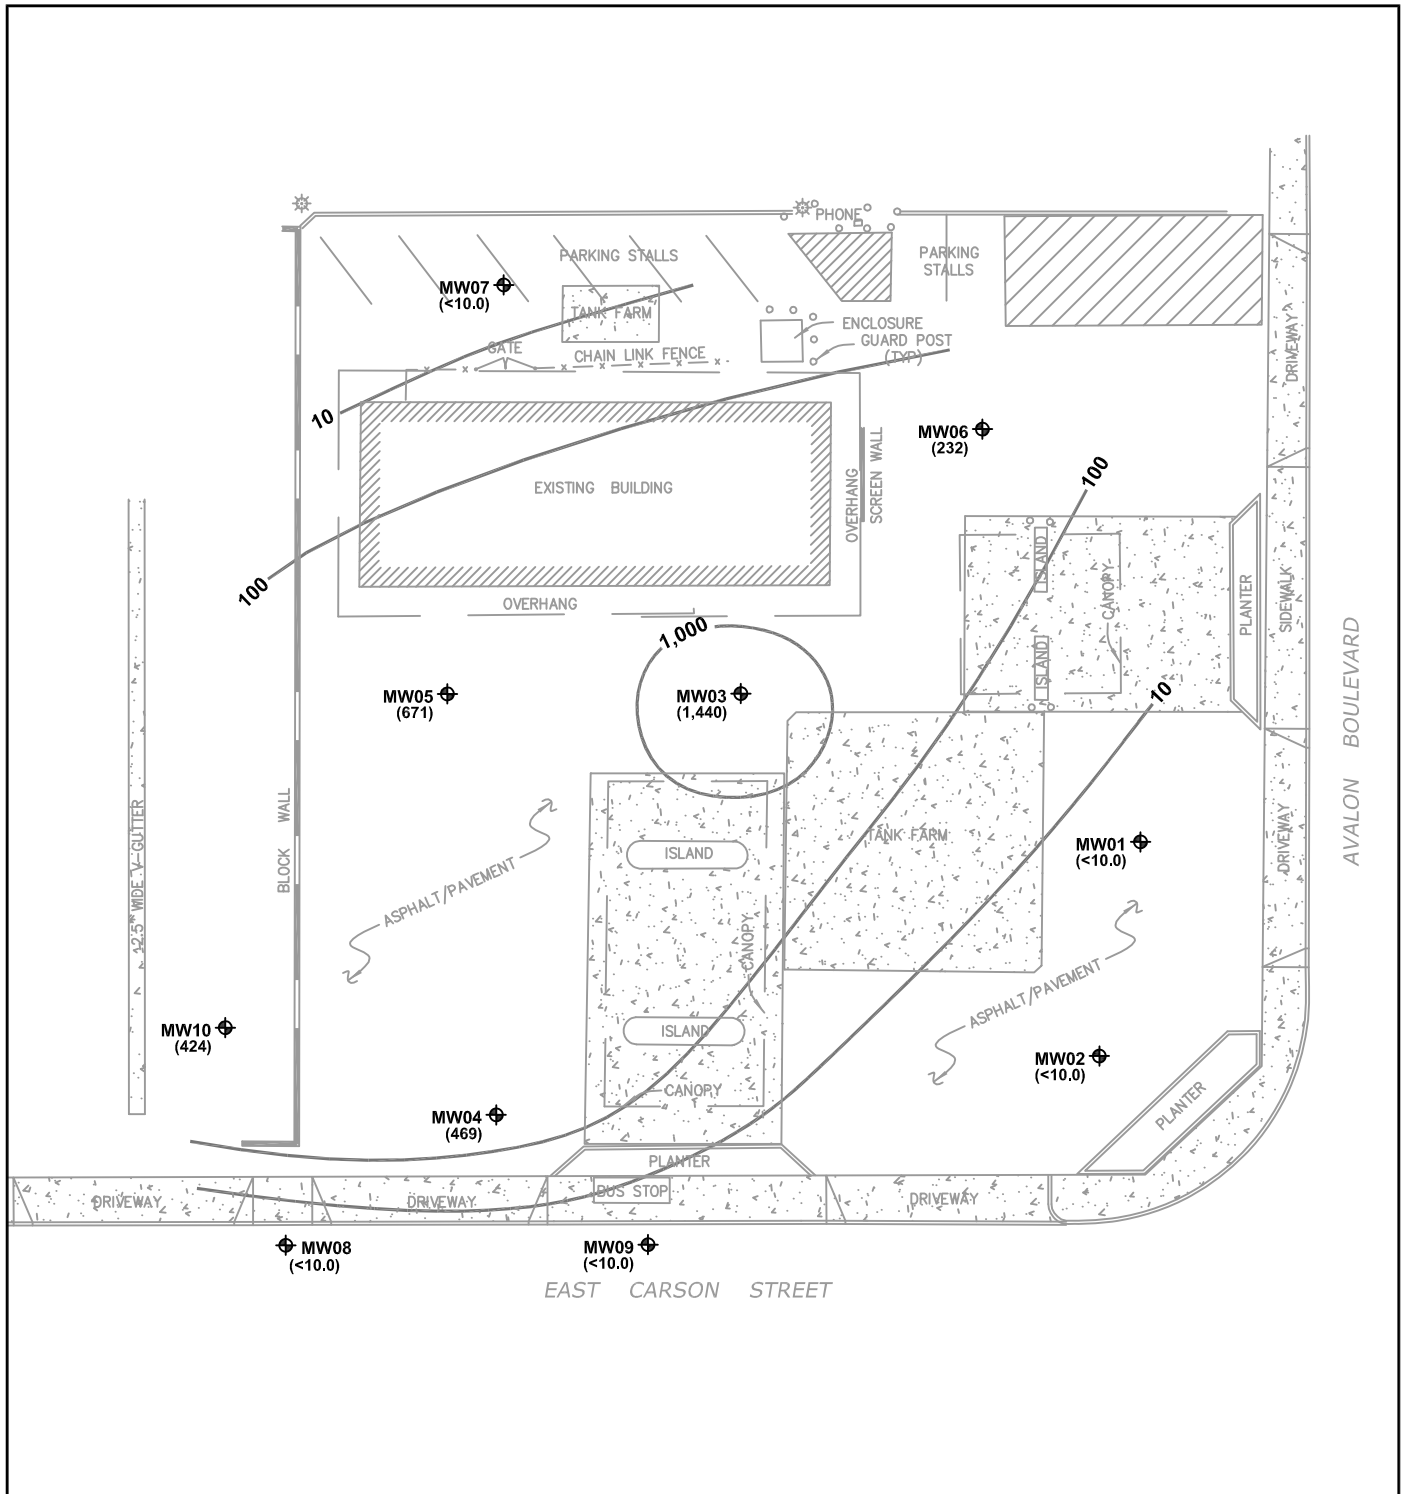 PHONE
PARKING STALLS
PARKING
STALLS
MW07
(<10.0)
TANK FARM
ENCLOSURE
GUARD POST
(TYP)
GATE
CHAIN LINK FENCE
DRIVEWAY
10
MW06
(232)
SCREEN WALL
OVERHANG
EXISTING BUILDING
100
100
ISLAND
CANOPY
PLANTER
SIDEWALK
OVERHANG
1,000
ISLAND
10
MW05
(671)
MW03
(1,440)
AVALON BOULEVARD
2.5" WIDE V-GUTTER
BLOCK WALL
ISLAND
TANK FARM
MW01
(<10.0)
DRIVEWAY
ASPHALT/PAVEMENT
CANOPY
ASPHALT/PAVEMENT
MW10
(424)
ISLAND
MW02
(<10.0)
CANOPY
PLANTER
MW04
(469)
PLANTER
DRIVEWAY
DRIVEWAY
BUS STOP
DRIVEWAY
MW08
(<10.0)
MW09
(<10.0)
EAST CARSON STREET